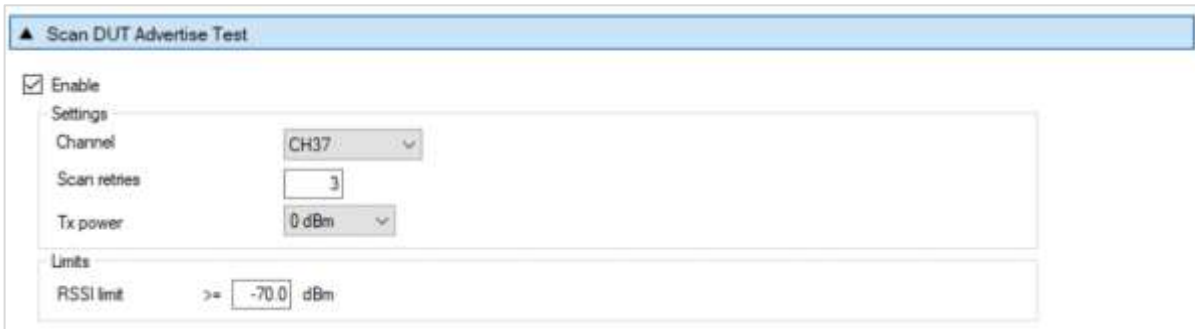 Scan DUT Advertise Test
Enable
Settings
Channel CH37
Scan retries 3
Tx power 0 dBm
Limits
RSSI limit >= -70.0 dBm